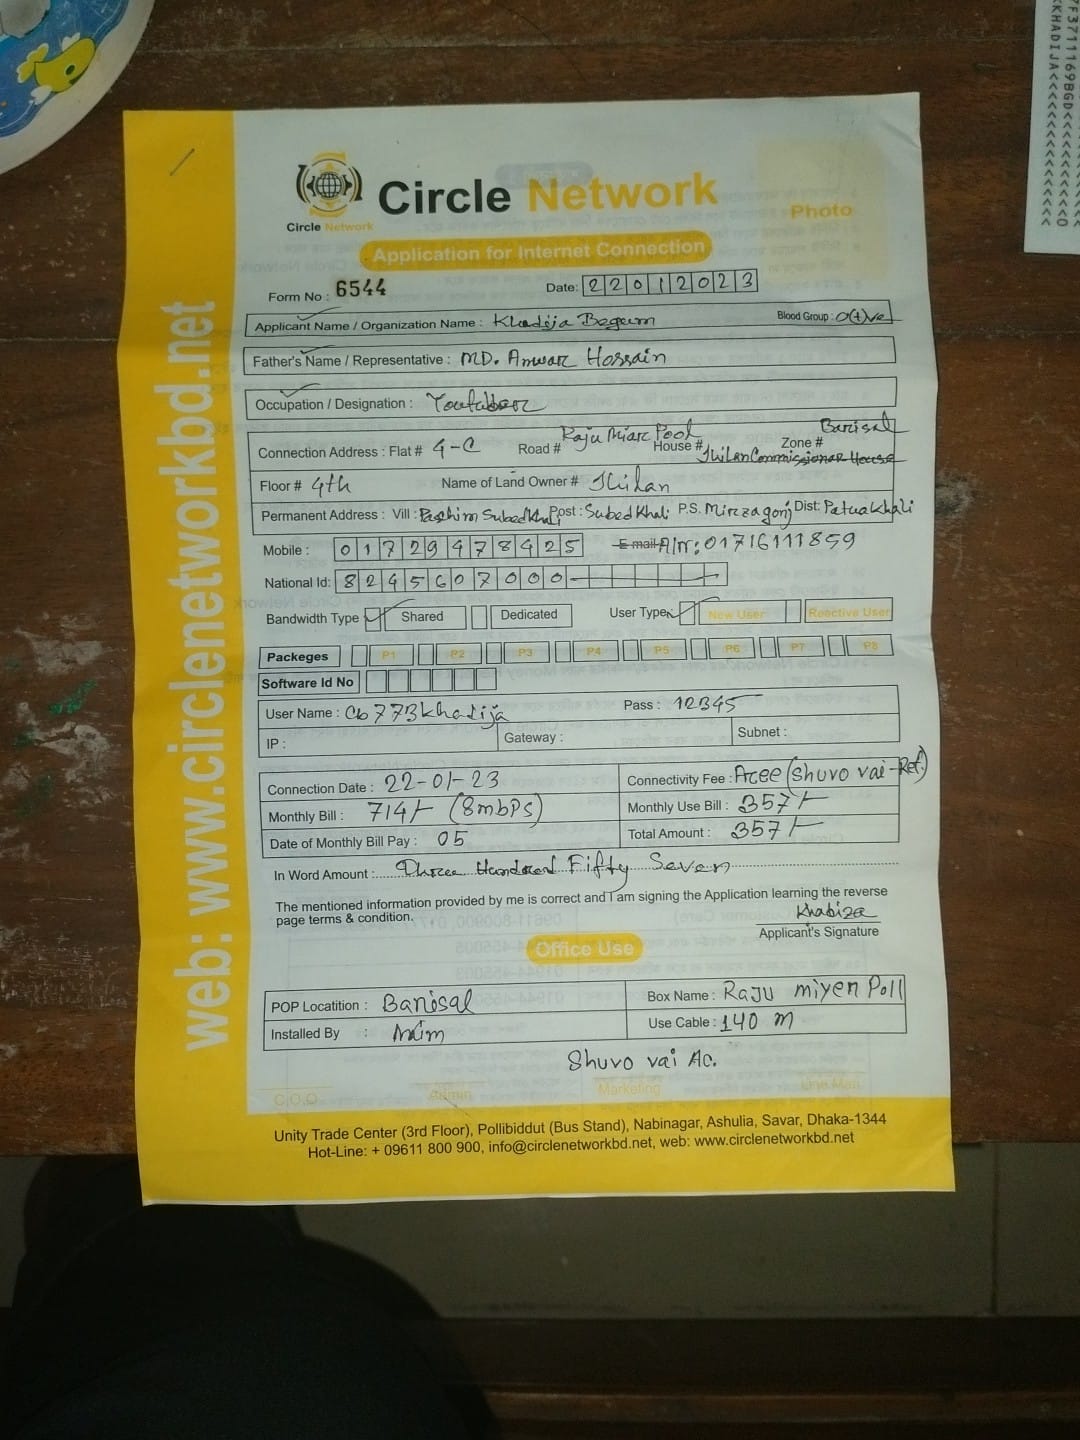 Circle Network
Circle Network
Photo
Application for Internet Connection
Form No : 6544
Date: 22012023
Applicant Name / Organization Name : Khadija Begum
Blood Group : O(+)ve
Father's Name / Representative : MD. Anwar Hossain
Occupation / Designation :
Connection Address : Flat # 4-C Road # Raju Miar Pool House # Jhilan Commissionar House Zone # Barisal
Floor # 4th Name of Land Owner # Jhilan
Permanent Address : Vill : Paschim Subedkhali Post : Subedkhali P.S. Mirzagonj Dist: Patuakhali
Mobile : 01729478425 E-mail Alt: 01716111859
National Id: 8245607000
Bandwidth Type Shared Dedicated User Type New User Reactive User
Packeges P1 P2 P3 P4 P5 P6 P7 P8
Software Id No
User Name : Cb773khadija Pass : 12345
IP : Gateway : Subnet :
Connection Date : 22-01-23 Connectivity Fee : Free (Shuvo vai-Ref.)
Monthly Bill : 714/- (8mbps) Monthly Use Bill : 357/-
Date of Monthly Bill Pay : 05 Total Amount : 357/-
In Word Amount : Three Hundred Fifty Seven
The mentioned information provided by me is correct and I am signing the Application learning the reverse
page terms & condition.
Applicant's Signature
Office Use
POP Locatition : Barisal Box Name : Raju miyer Poll
Installed By : Use Cable : 140 m
Shuvo vai Ac.
C.O.O Admin Marketing Line Man
Unity Trade Center (3rd Floor), Pollibiddut (Bus Stand), Nabinagar, Ashulia, Savar, Dhaka-1344
Hot-Line: + 09611 800 900, info@circlenetworkbd.net, web: www.circlenetworkbd.net
web: www.circlenetworkbd.net